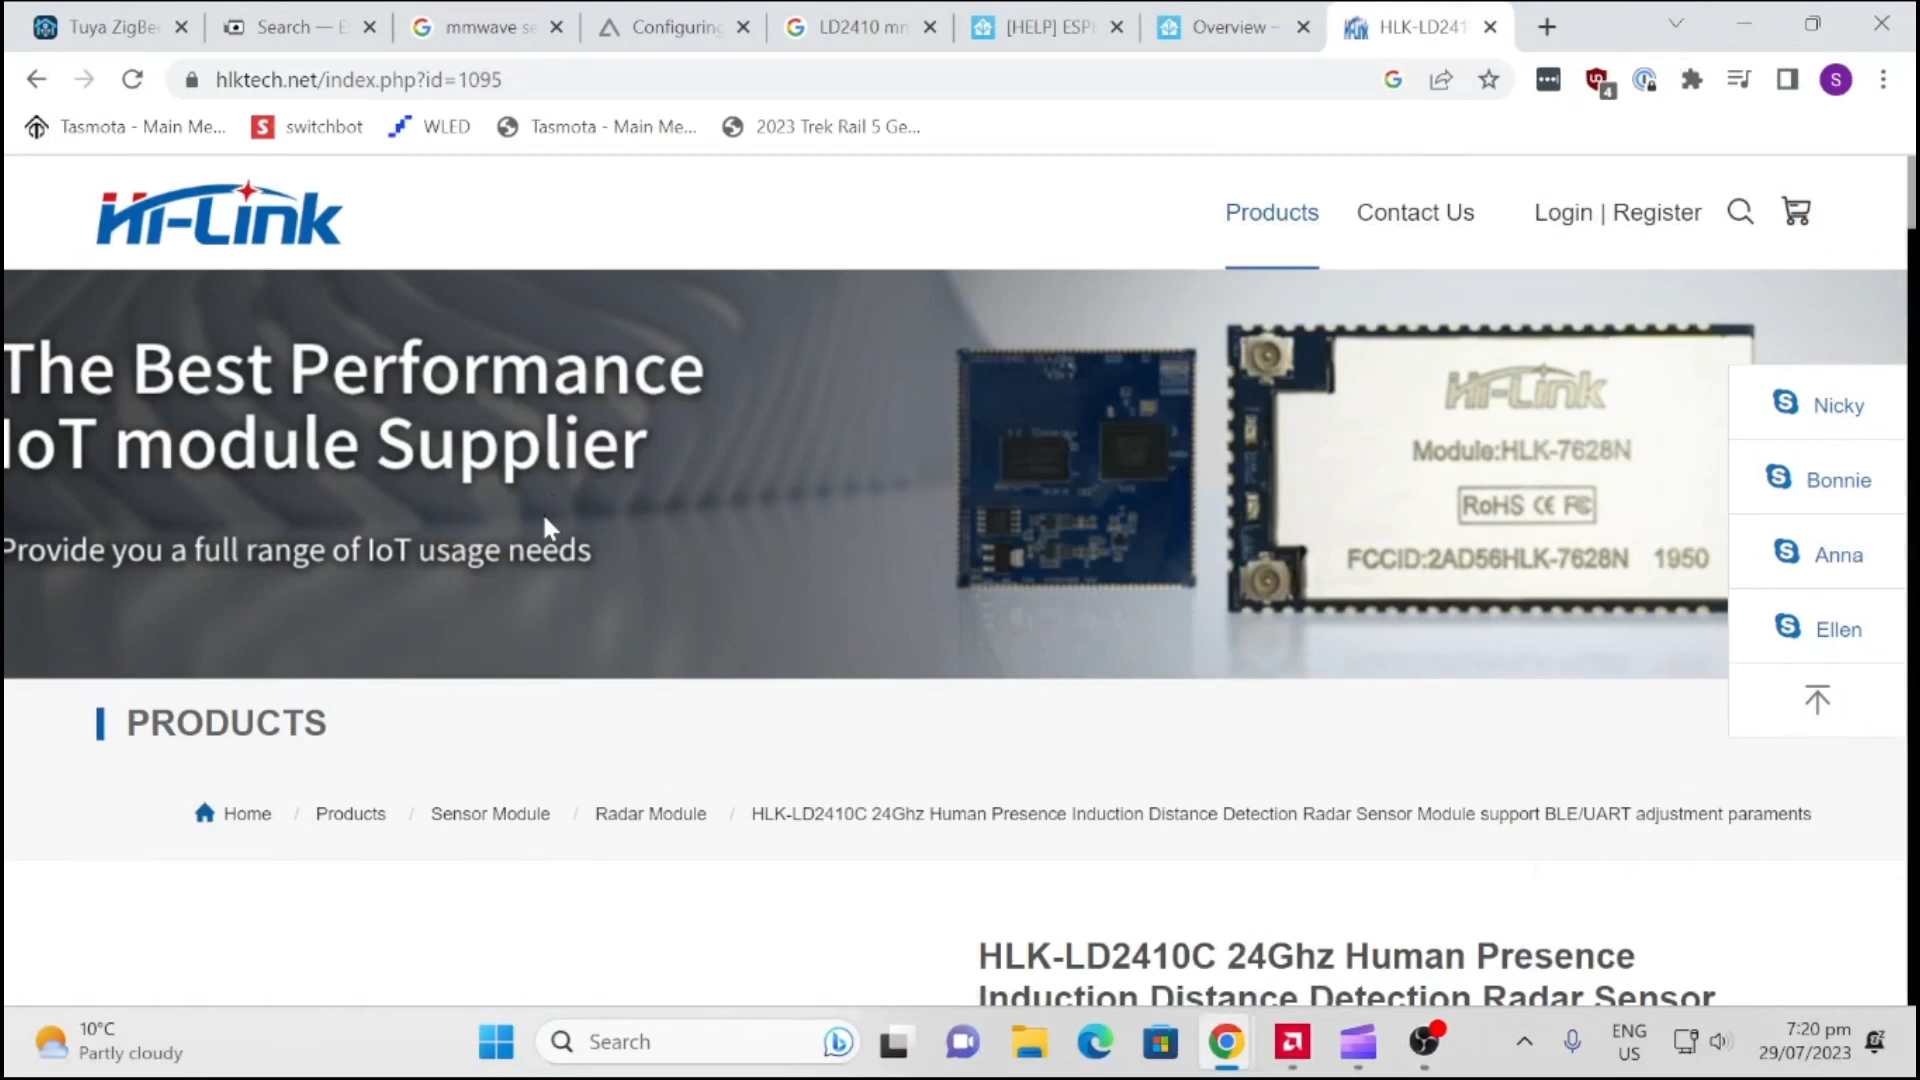 Tuya ZigBe
Search — E
mmwave se
Configuring
LD2410 mm
[HELP] ESPI
Overview –
HLK-LD241
hlktech.net/index.php?id=1095
4
S
Tasmota - Main Me...
switchbot
WLED
Tasmota - Main Me...
2023 Trek Rail 5 Ge...
Hi-Link
Products
Contact Us
Login | Register
The Best Performance
IoT module Supplier
Provide you a full range of IoT usage needs
Hi-Link
Module:HLK-7628N
RoHS CE FC
FCCID:2AD56HLK-7628N 1950
Nicky
Bonnie
Anna
Ellen
PRODUCTS
Home / Products / Sensor Module / Radar Module / HLK-LD2410C 24Ghz Human Presence Induction Distance Detection Radar Sensor Module support BLE/UART adjustment paraments
HLK-LD2410C 24Ghz Human Presence
Induction Distance Detection Radar Sensor
10°C
Partly cloudy
Search
ENG
US
7:20 pm
29/07/2023